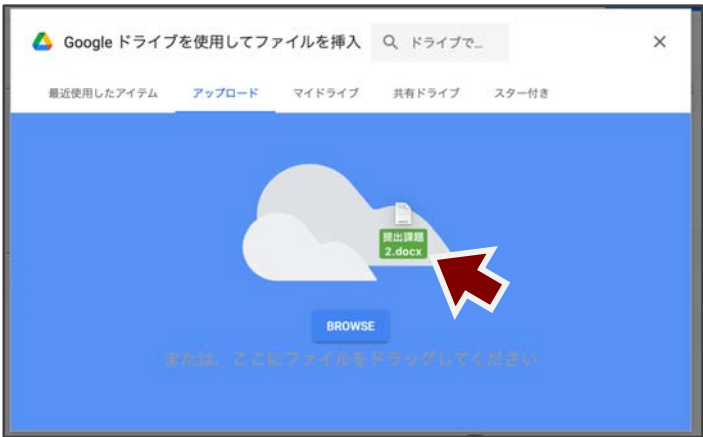 Google ドライブを使用してファイルを挿入
ドライブで...
最近使用したアイテム
アップロード
マイドライブ
共有ドライブ
スター付き
提出課題
2.docx
BROWSE
または、ここにファイルをドラッグしてください